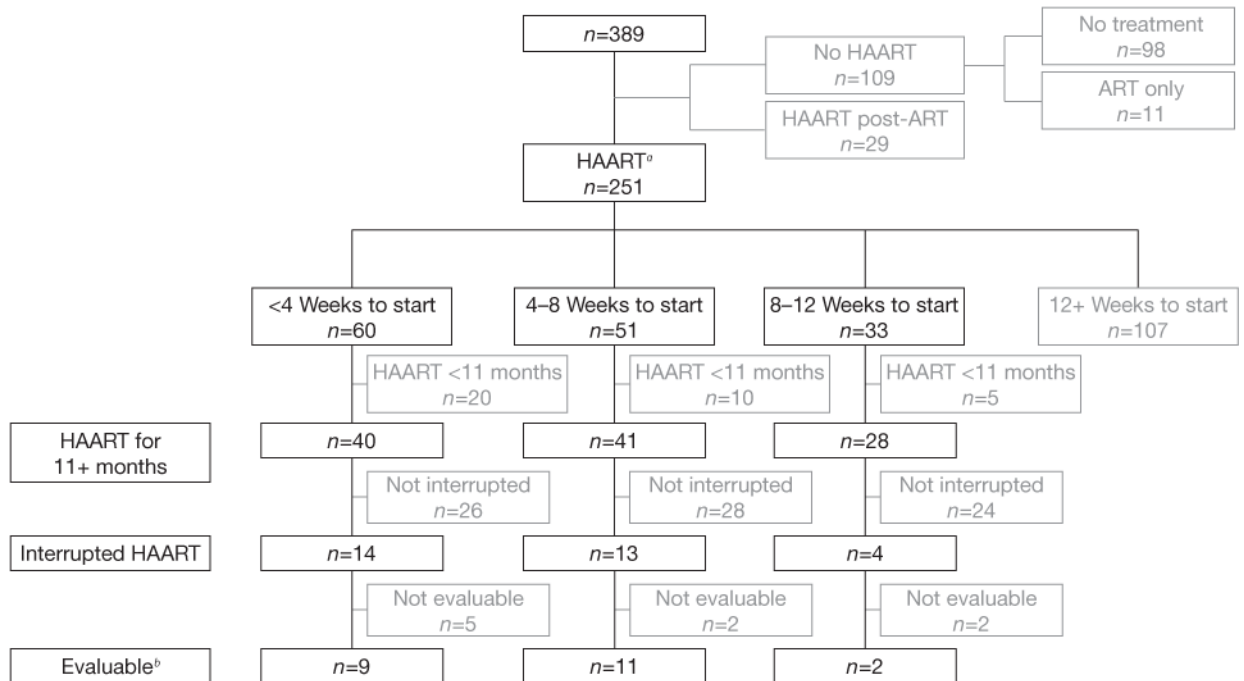 n=389
No HAART
n=109
No treatment
n=98
ART only
n=11
HAART post-ART
n=29
HAARTᵃ
n=251
<4 Weeks to start
n=60
4–8 Weeks to start
n=51
8–12 Weeks to start
n=33
12+ Weeks to start
n=107
HAART <11 months
n=20
HAART <11 months
n=10
HAART <11 months
n=5
HAART for
11+ months
n=40
n=41
n=28
Not interrupted
n=26
Not interrupted
n=28
Not interrupted
n=24
Interrupted HAART
n=14
n=13
n=4
Not evaluable
n=5
Not evaluable
n=2
Not evaluable
n=2
Evaluableᵇ
n=9
n=11
n=2